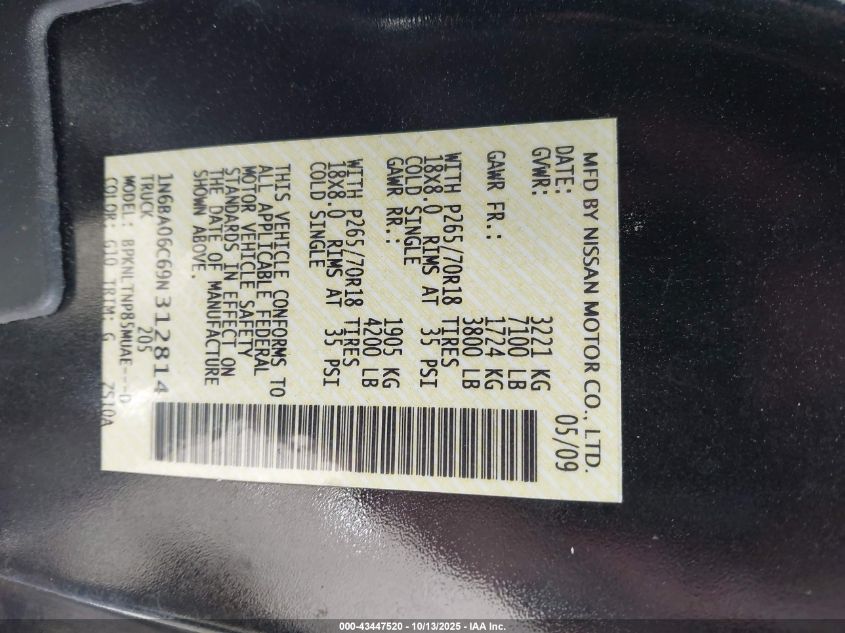 MFD BY NISSAN MOTOR CO., LTD.
DATE: 05/09
GVWR: 3221 KG
7100 LB
GAWR FR.: 1724 KG
3800 LB
WITH P265/70R18 TIRES
18X8.0 RIMS AT 35 PSI
COLD SINGLE
GAWR RR.: 1905 KG
4200 LB
WITH P265/70R18 TIRES
18X8.0 RIMS AT 35 PSI
COLD SINGLE
THIS VEHICLE CONFORMS TO
ALL APPLICABLE FEDERAL
MOTOR VEHICLE SAFETY
STANDARDS IN EFFECT ON
THE DATE OF MANUFACTURE
SHOWN ABOVE.
1N6BA06C69N312814
TRUCK 205
MODEL: BPKNLTNP85MUAE---D
COLOR: G10 TRIM: G ZS10A
000-43447520 - 10/13/2025 - IAA Inc.